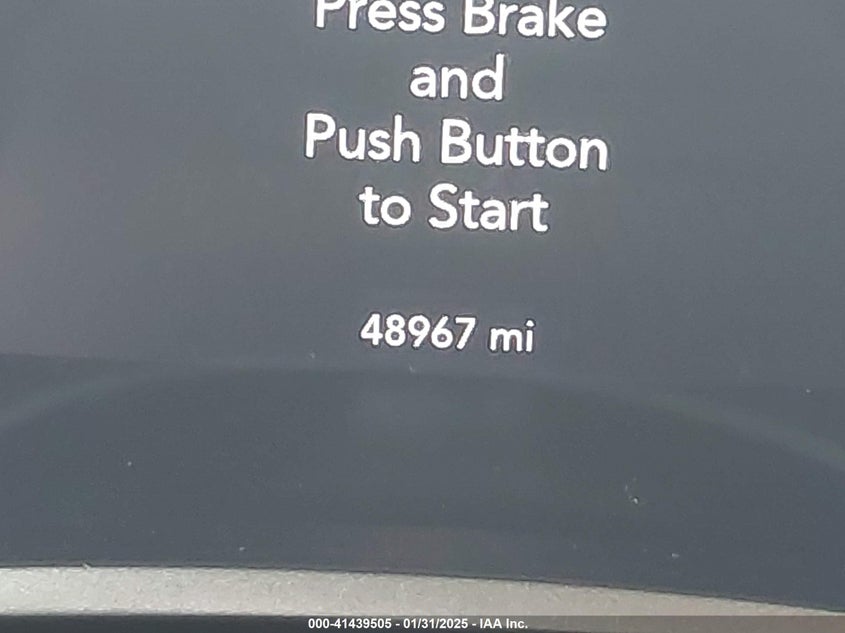 Press Brake
and
Push Button
to Start
48967 mi
000-41439505 - 01/31/2025 - IAA Inc.